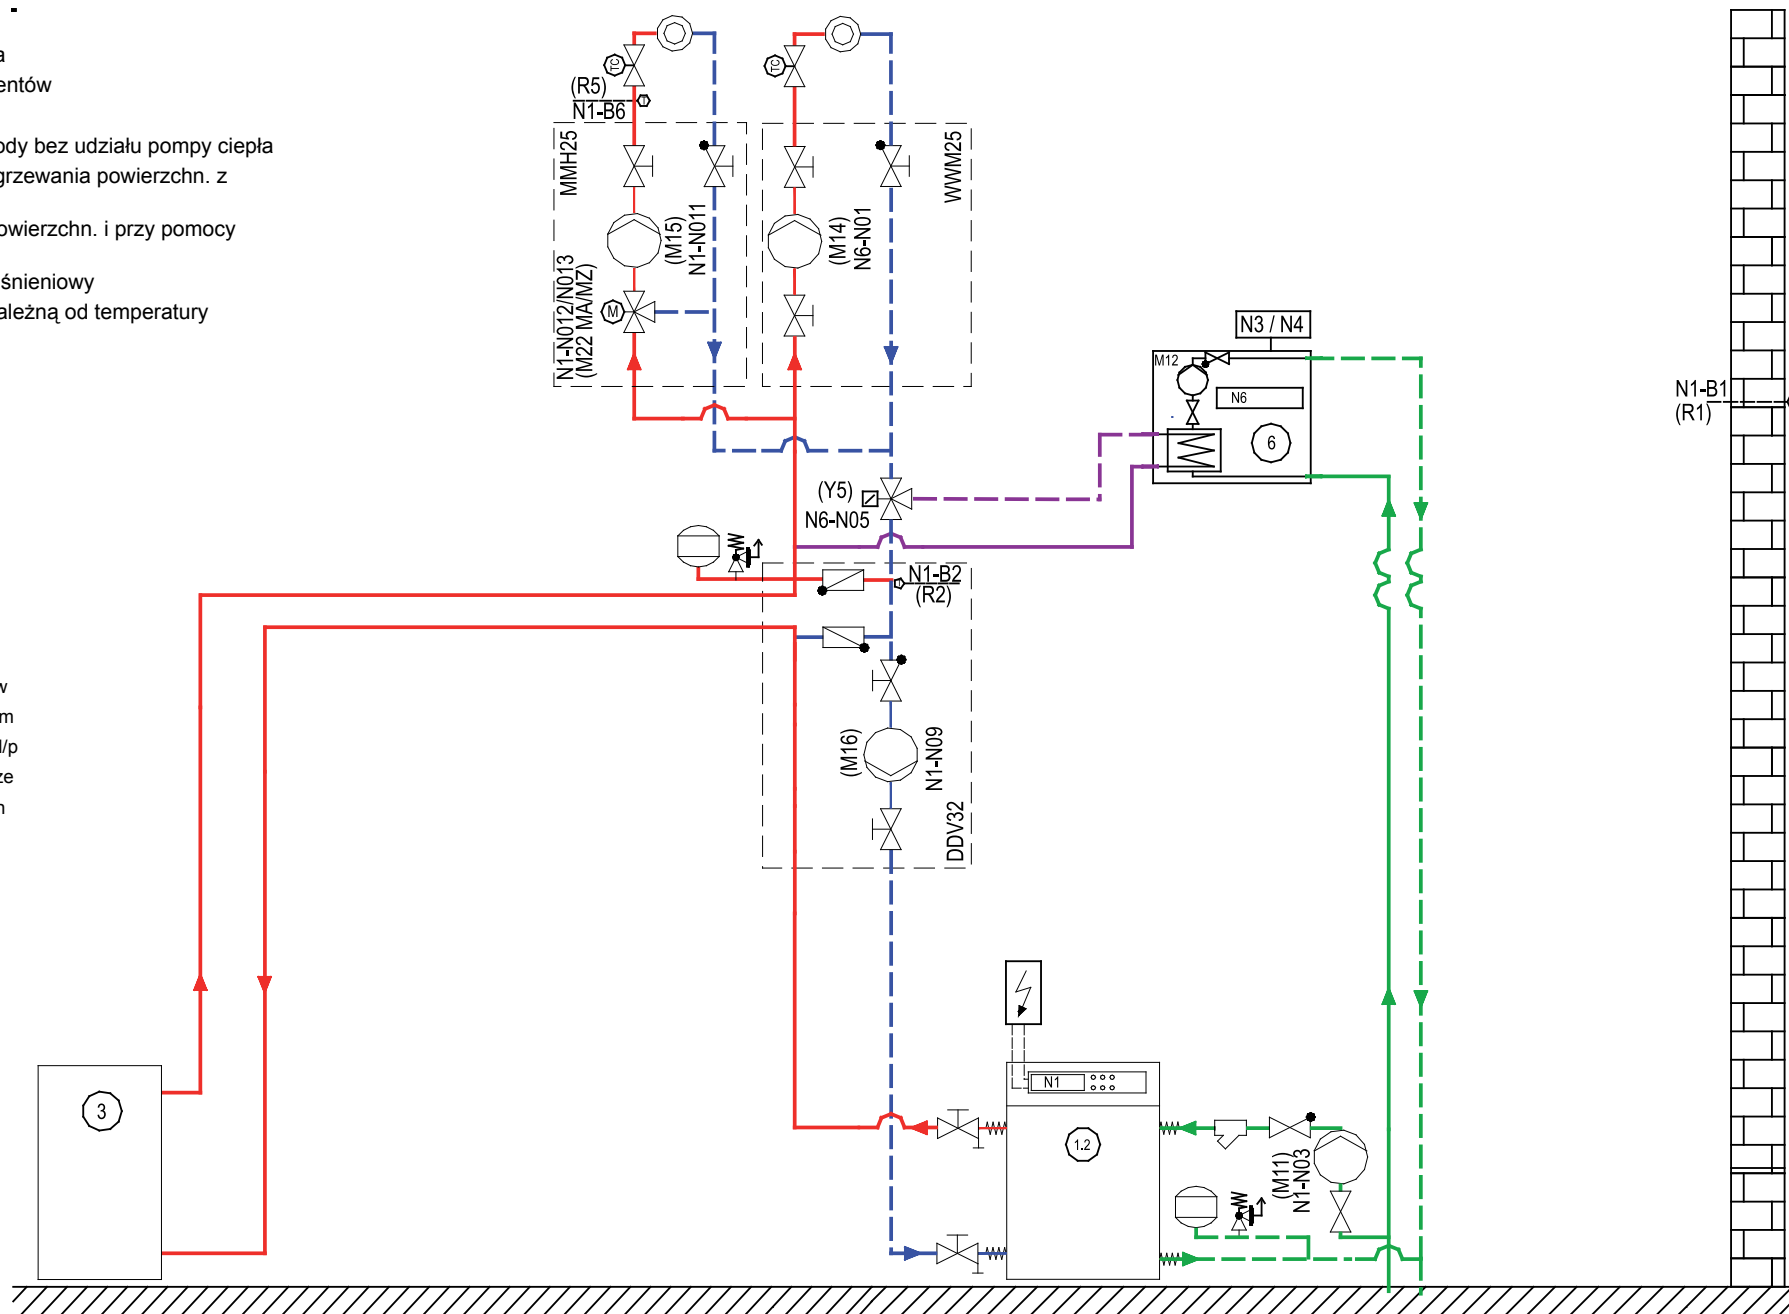 -
a
entów
ody bez udziału pompy ciepła
grzewania powierzchn. z
owierzchn. i przy pomocy
śnieniowy
ależną od temperatury
w
m
l/p
ze
n
TC
TC
(R5)
N1-B6
T
MMH25
(M15)
N1-N011
N1-N012/N013
(M22 MA/MZ)
M
WWM25
(M14)
N6-N01
N3 / N4
M12
N6
6
N1-B1
(R1)
(Y5)
N6-N05
N1-B2
(R2)
(M16)
N1-N09
DDV32
N1
1.2
3
(M11)
N1-N03